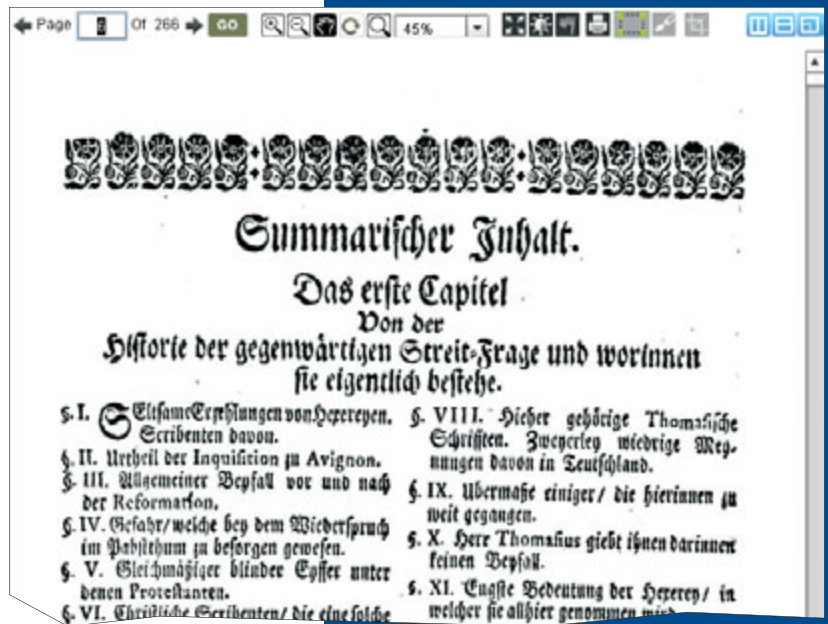 Page
Of 266
GO
45%
Summarischer Inhalt.
Das erste Capitel
Von der
Historie der gegenwärtigen Streit-Frage und worinnen
sie eigentlich bestehe.
§. I. SEltsame Erzehlungen von Hexereyen.
Scribenten davon.
§. II. Urtheil der Inquisition zu Avignon.
§. III. Allgemeiner Beyfall vor und nach
der Reformation.
§. IV. Gefahr/ welche bey dem Wiederspruch
im Pabstthum zu besorgen gewesen.
§. V. Gleichmäßiger blinder Eyffer unter
denen Protestanten.
§. VI. Christliche Scribenten/ die eine solche
§. VIII. Hieher gehörige Thomasische
Schrifften. Zweyerley wiedrige Mey-
nungen davon in Teutschland.
§. IX. Ubermaße einiger/ die hierinnen zu
weit gegangen.
§. X. Herr Thomasius giebt ihnen darinnen
keinen Beyfall.
§. XI. Engste Bedeutung der Hexerey/ in
welcher sie allhier genommen wird